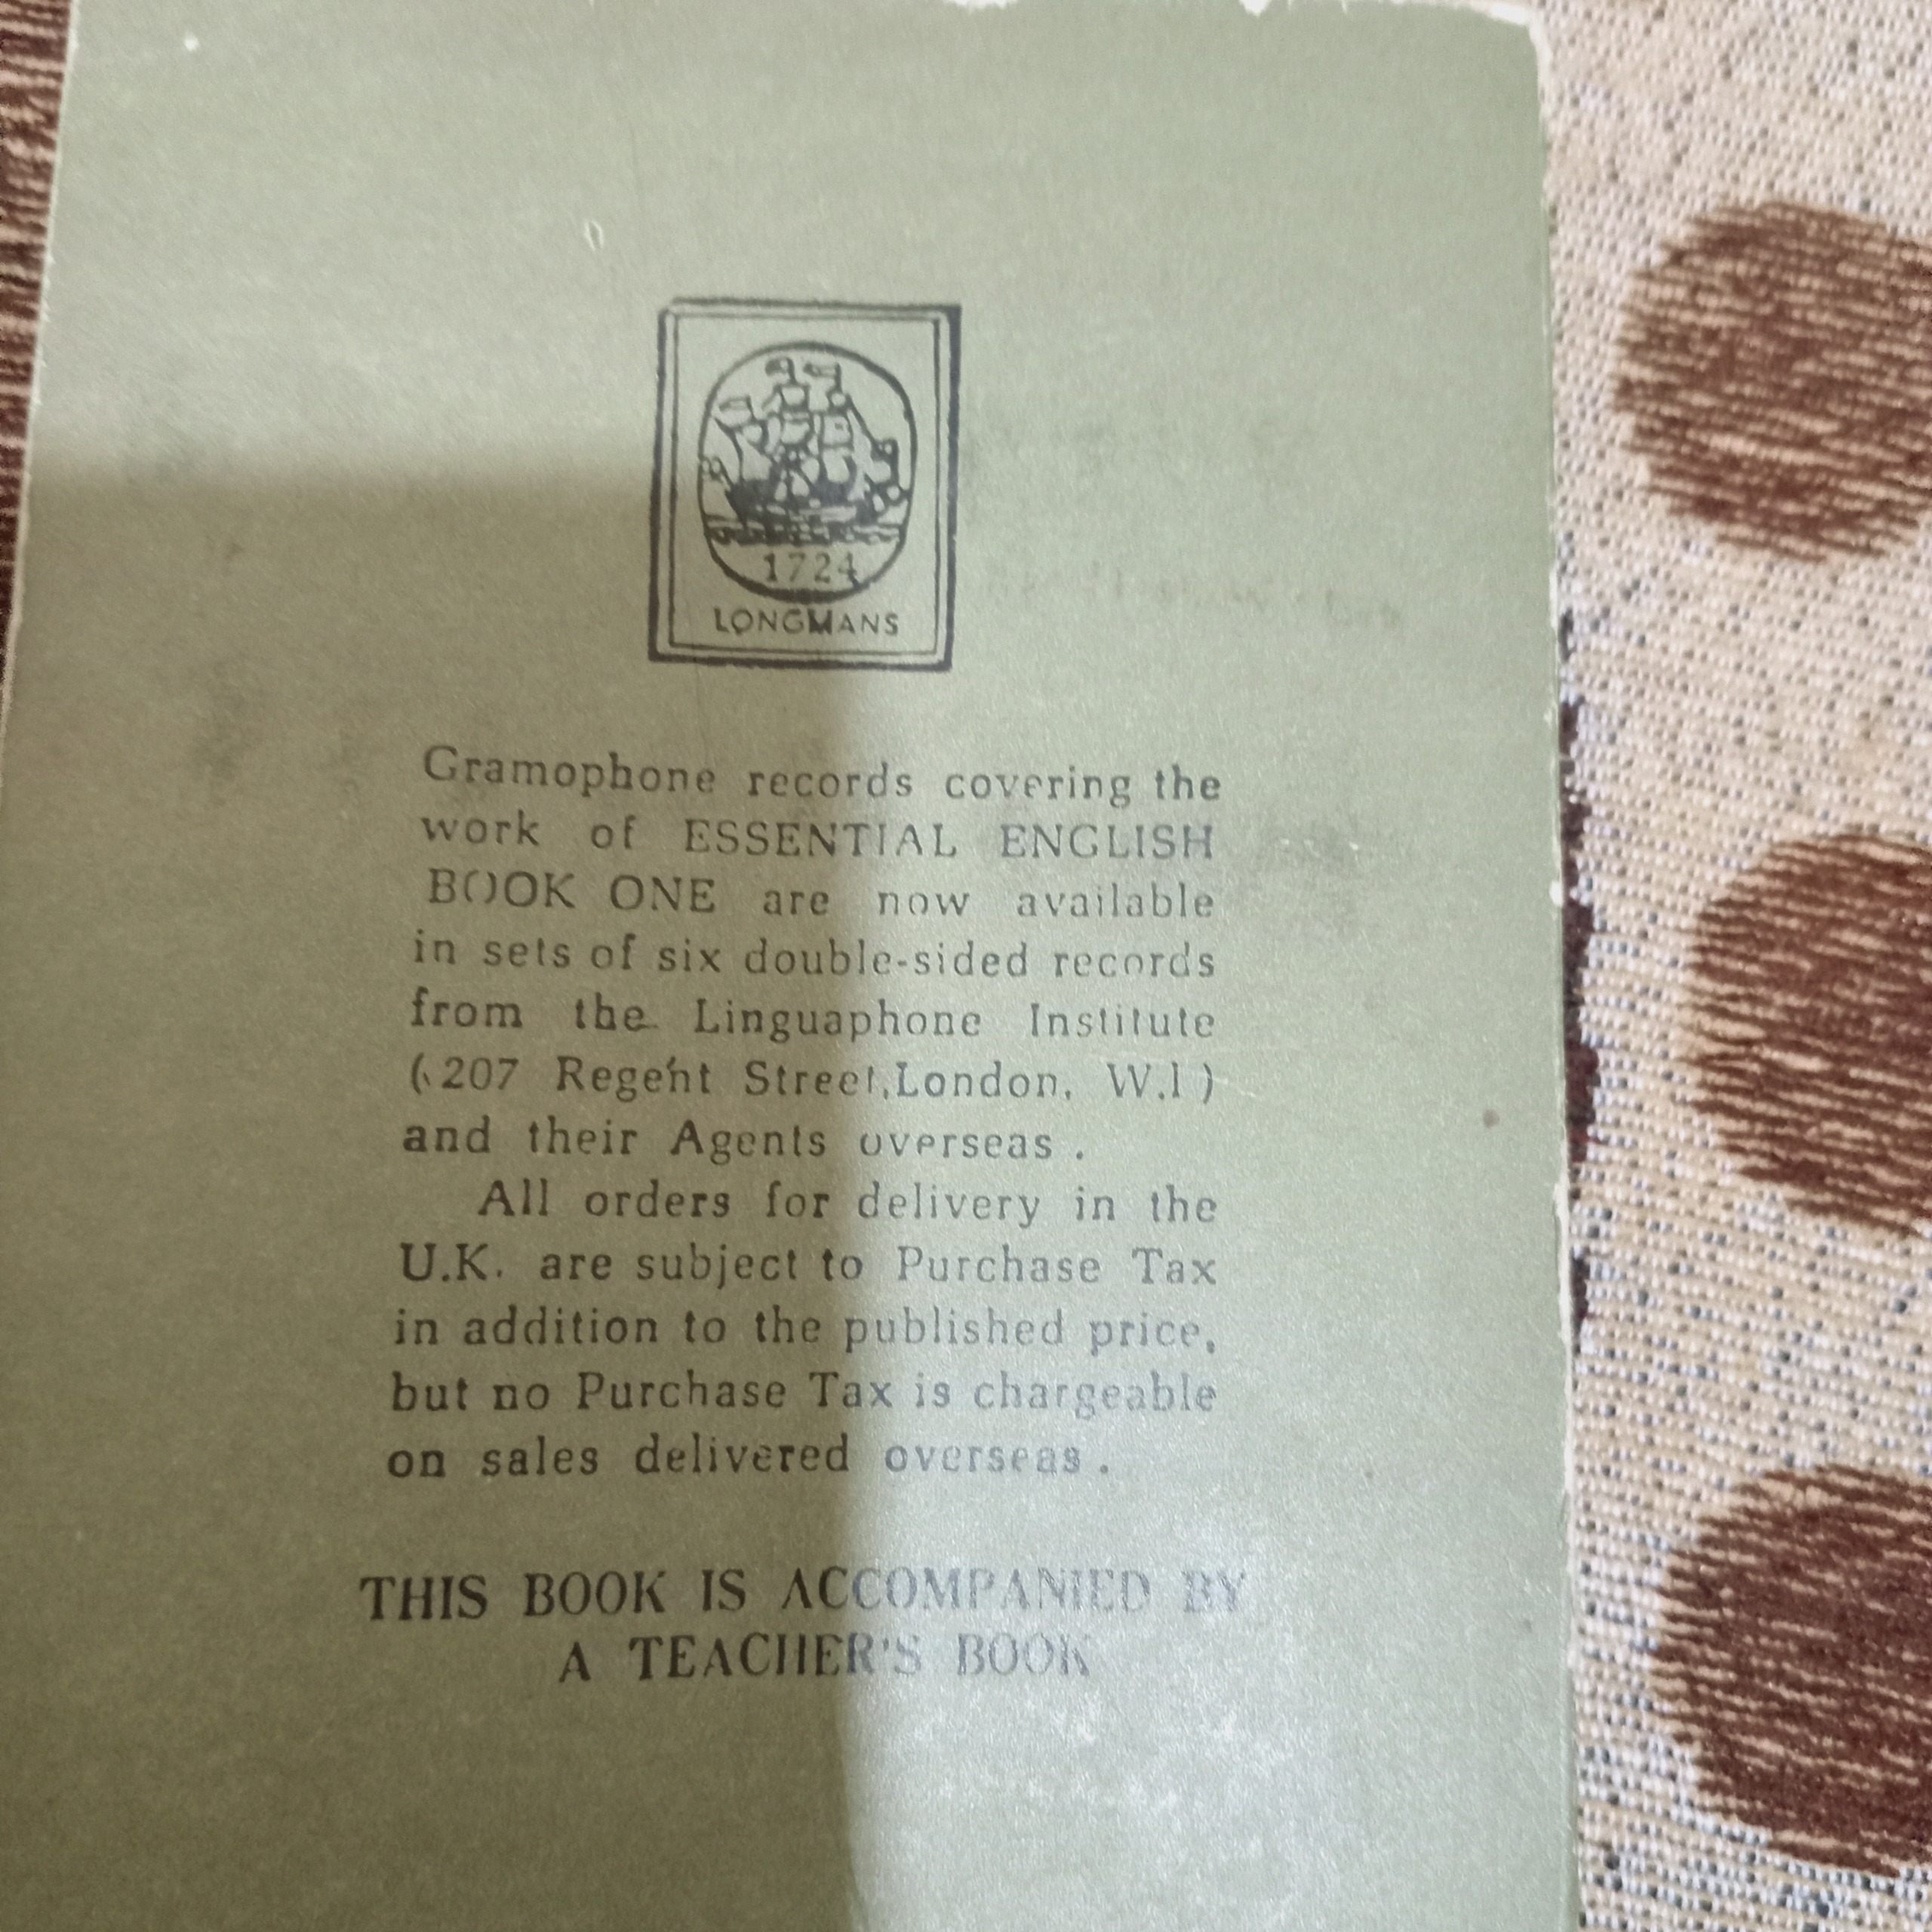 1724
LONGMANS
Gramophone records covering the
work of ESSENTIAL ENGLISH
BOOK ONE are now available
in sets of six double-sided records
from the Linguaphone Institute
(207 Regent Street, London, W.1)
and their Agents overseas.
All orders for delivery in the
U.K. are subject to Purchase Tax
in addition to the published price,
but no Purchase Tax is chargeable
on sales delivered overseas.
THIS BOOK IS ACCOMPANIED BY
A TEACHER'S BOOK